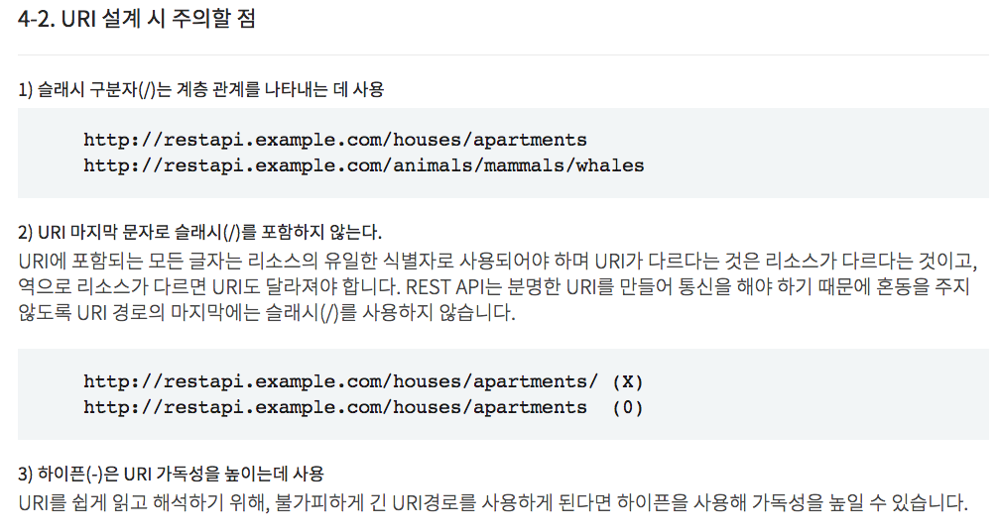 4-2. URI 설계 시 주의할 점
1) 슬래시 구분자(/)는 계층 관계를 나타내는 데 사용
http://restapi.example.com/houses/apartments
http://restapi.example.com/animals/mammals/whales
2) URI 마지막 문자로 슬래시(/)를 포함하지 않는다.
URI에 포함되는 모든 글자는 리소스의 유일한 식별자로 사용되어야 하며 URI가 다르다는 것은 리소스가 다르다는 것이고,
역으로 리소스가 다르면 URI도 달라져야 합니다. REST API는 분명한 URI를 만들어 통신을 해야 하기 때문에 혼동을 주지
않도록 URI 경로의 마지막에는 슬래시(/)를 사용하지 않습니다.
http://restapi.example.com/houses/apartments/ (X)
http://restapi.example.com/houses/apartments  (0)
3) 하이픈(-)은 URI 가독성을 높이는데 사용
URI를 쉽게 읽고 해석하기 위해, 불가피하게 긴 URI경로를 사용하게 된다면 하이픈을 사용해 가독성을 높일 수 있습니다.